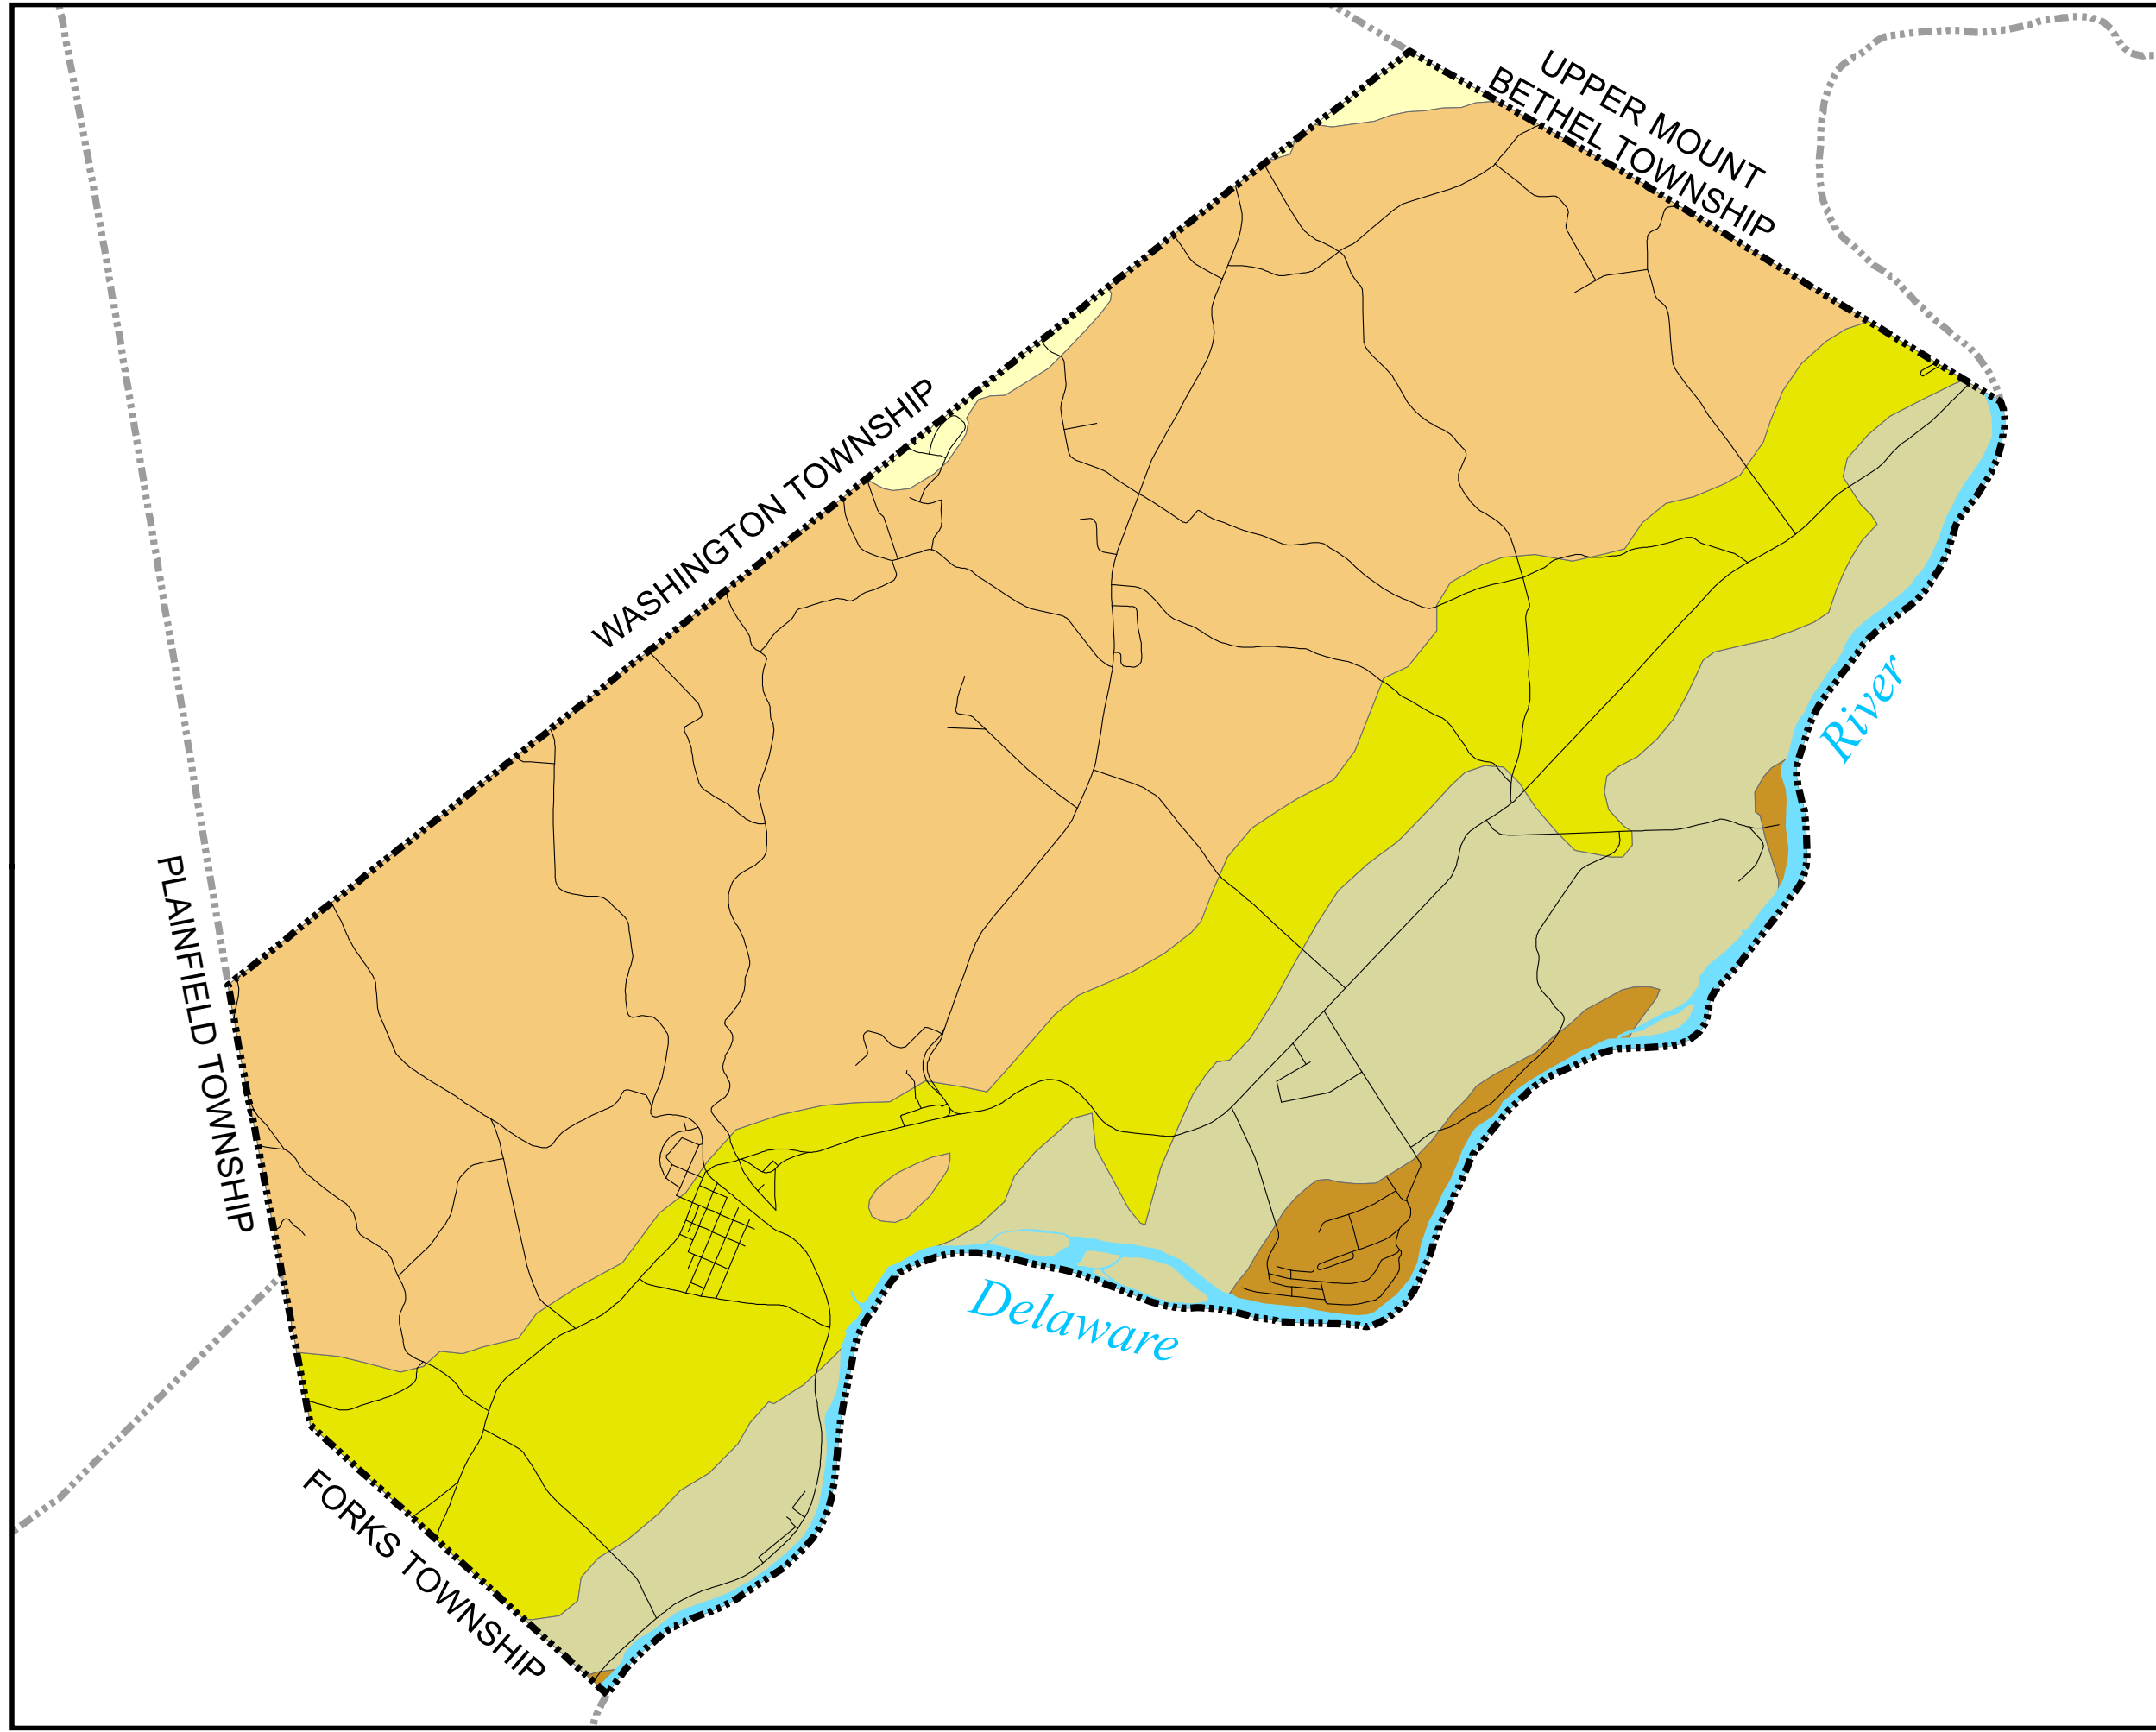 UPPER MOUNT
BETHEL TOWNSHIP
WASHINGTON TOWNSHIP
River
PLAINFIELD TOWNSHIP
Delaware
FORKS TOWNSHIP